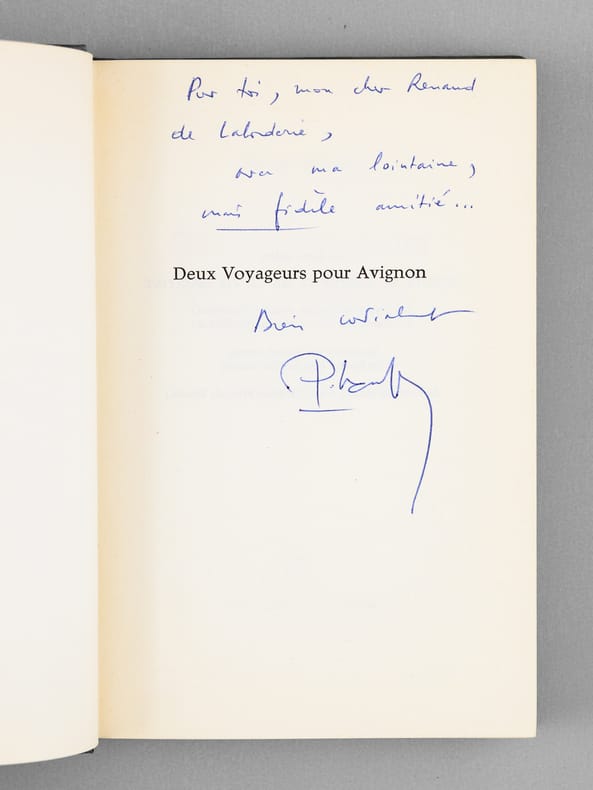 Pour toi, mon cher Renaud
de Laborderie,
avec ma lointaine,
mais fidèle amitié...
Deux Voyageurs pour Avignon
Bien cordialement